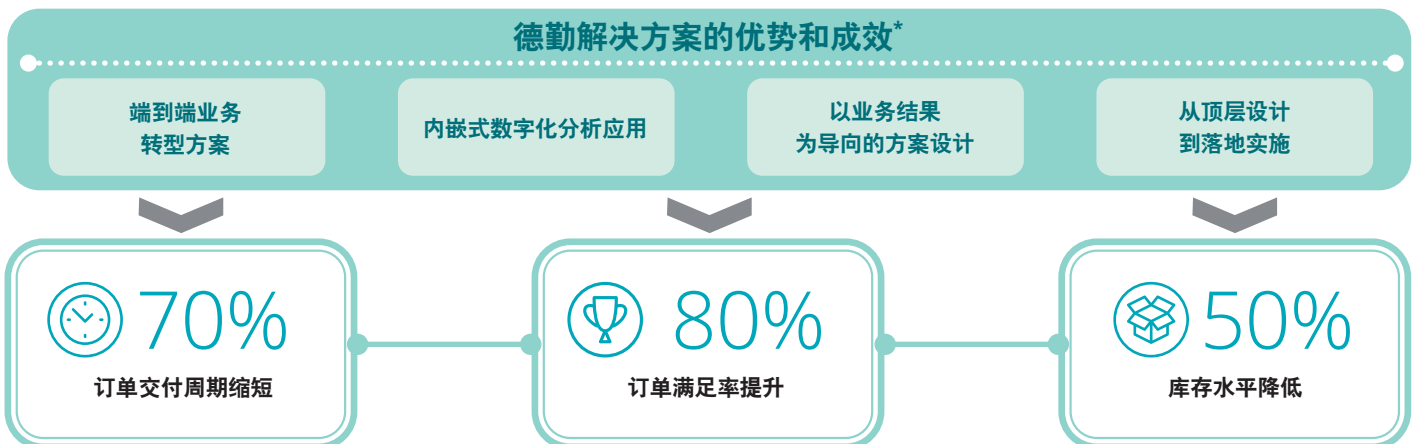 德勤解决方案的优势和成效*
端到端业务
转型方案
内嵌式数字化分析应用
以业务结果
为导向的方案设计
从顶层设计
到落地实施
70%
订单交付周期缩短
80%
订单满足率提升
50%
库存水平降低